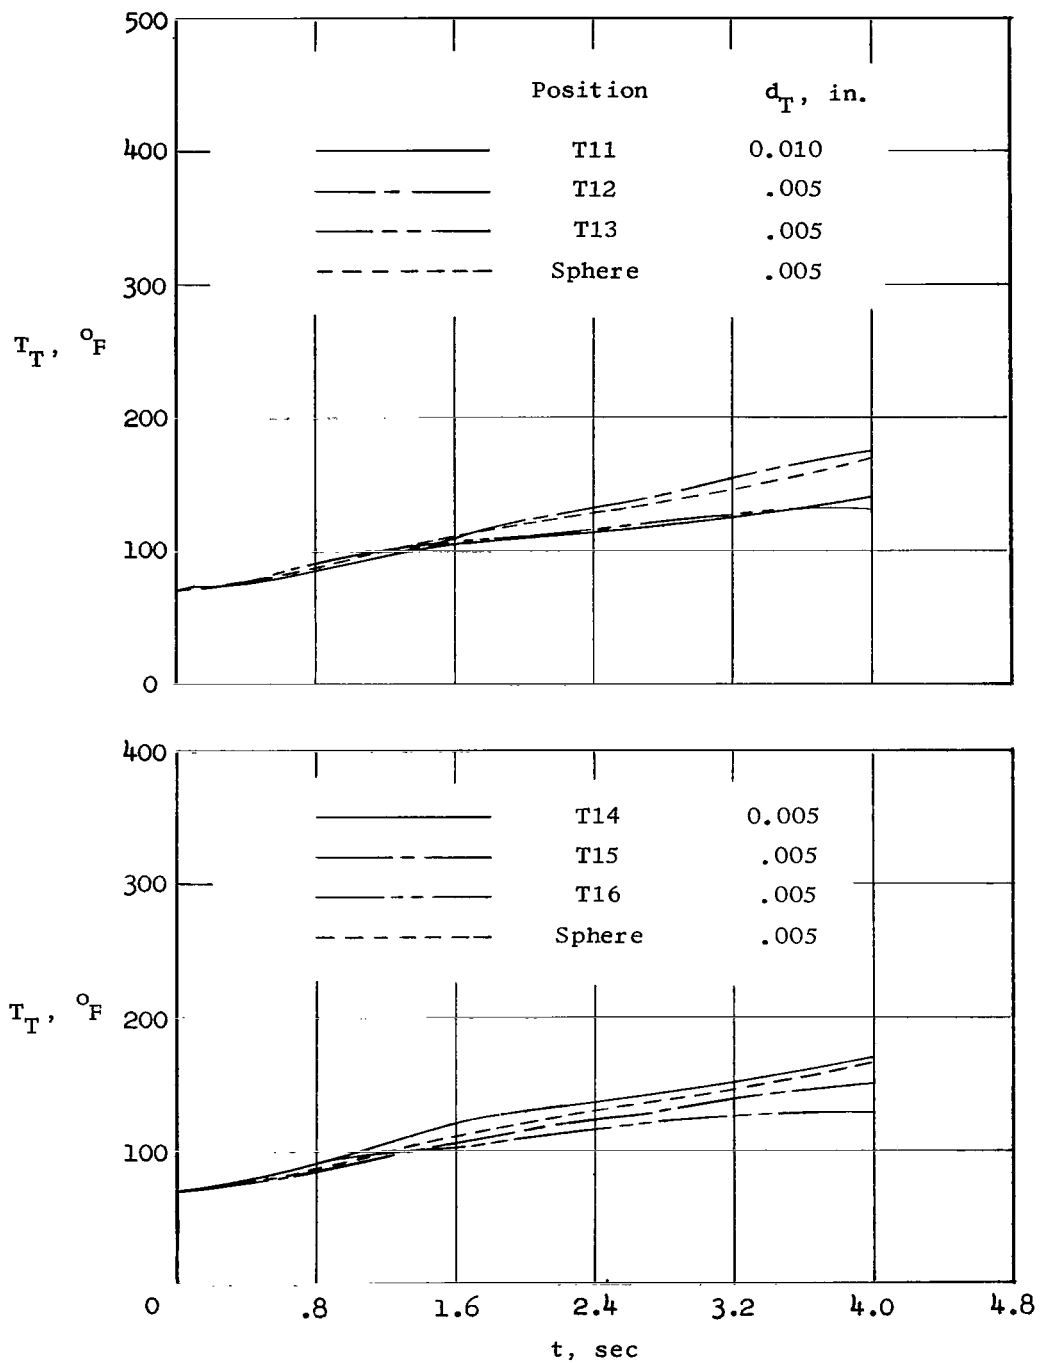 500
Position d_T, in.
400
T11 0.010
T12 .005
T13 .005
Sphere .005
300
T_T, °F
200
100
0
400
T14 0.005
T15 .005
300
T16 .005
Sphere .005
T_T, °F
200
100
0 .8 1.6 2.4 3.2 4.0 4.8
t, sec